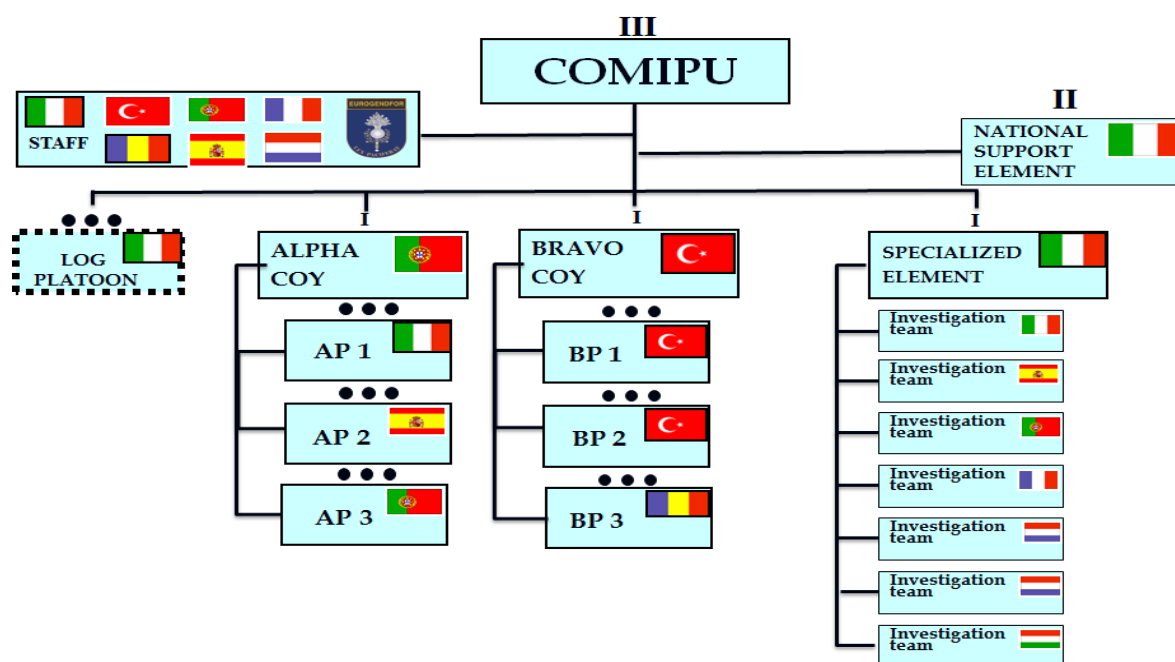 III
COMIPU
EUROGENDFOR
STAFF
II
NATIONAL
SUPPORT
ELEMENT
I
I
I
LOG
PLATOON
ALPHA
COY
BRAVO
COY
SPECIALIZED
ELEMENT
AP 1
AP 2
AP 3
BP 1
BP 2
BP 3
Investigation
team
Investigation
team
Investigation
team
Investigation
team
Investigation
team
Investigation
team
Investigation
team